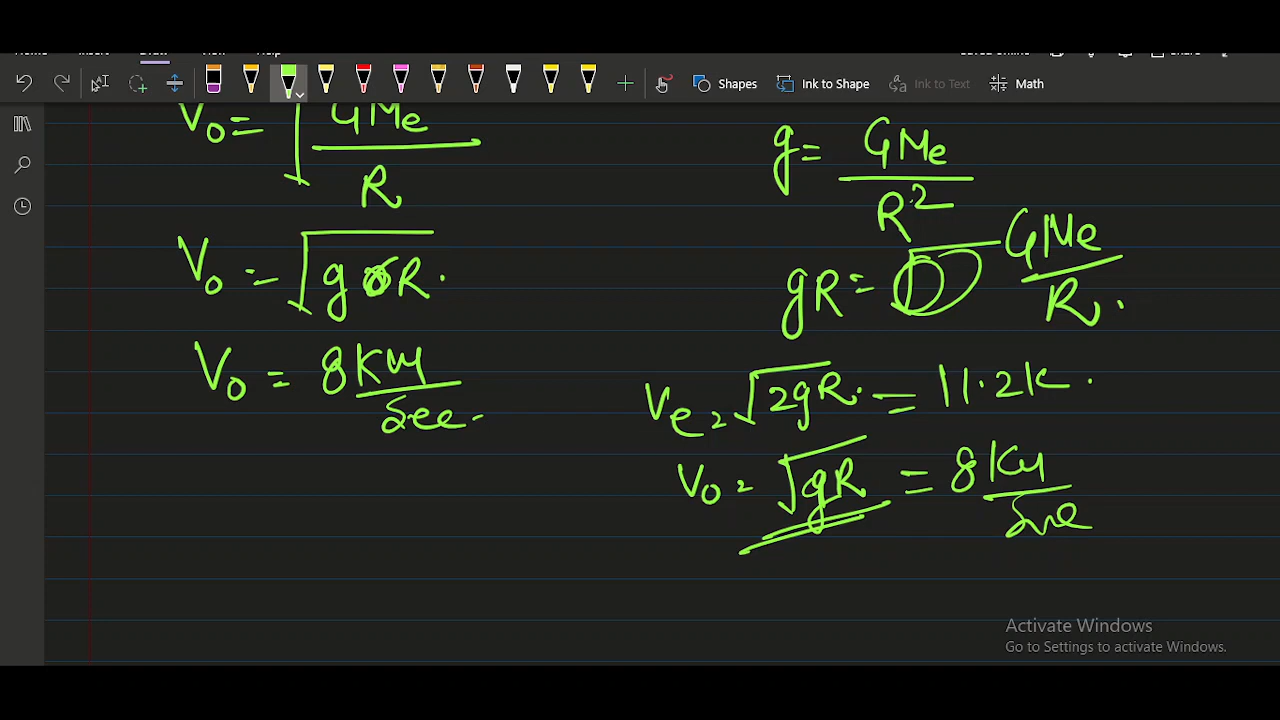 Shapes
Ink to Shape
Ink to Text
Math
V₀ = √(GMe / R)
V₀ = √(g R).
V₀ = 8 KM / Sec.
g = GMe / R²
gR = GMe / R.
Ve = √(2gR). = 11.2K.
V₀ = √(gR) = 8 KM / Sec
Activate Windows
Go to Settings to activate Windows.